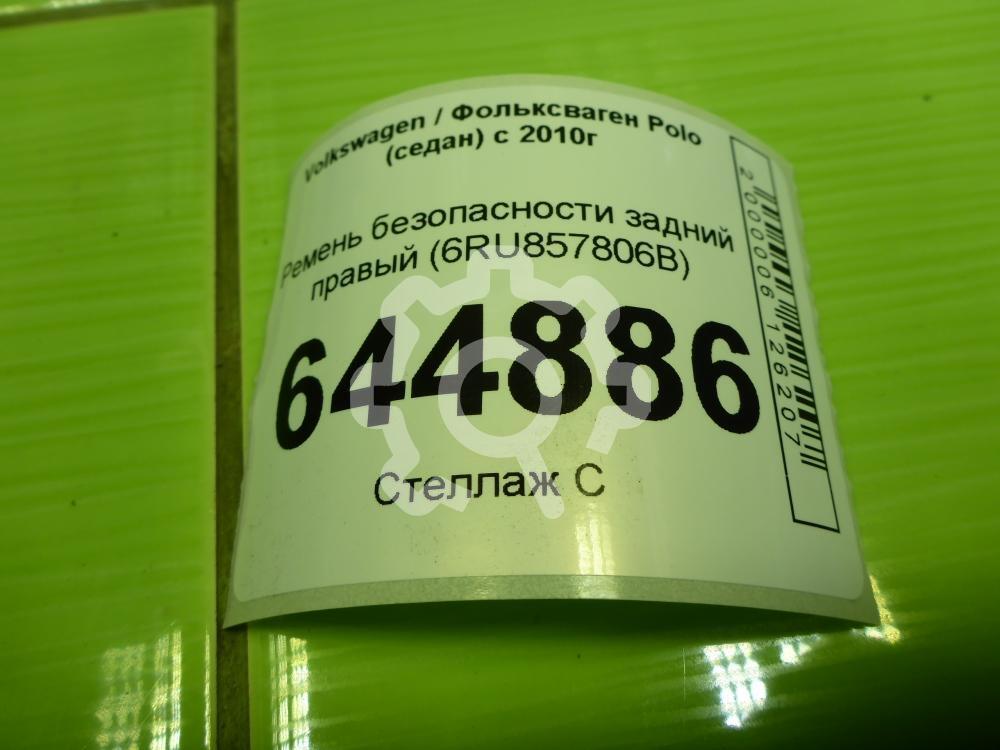 Volkswagen / Фольксваген Polo
(седан) с 2010г
Ремень безопасности задний
правый (6RU857806B)
644886
Стеллаж С
2000006126207